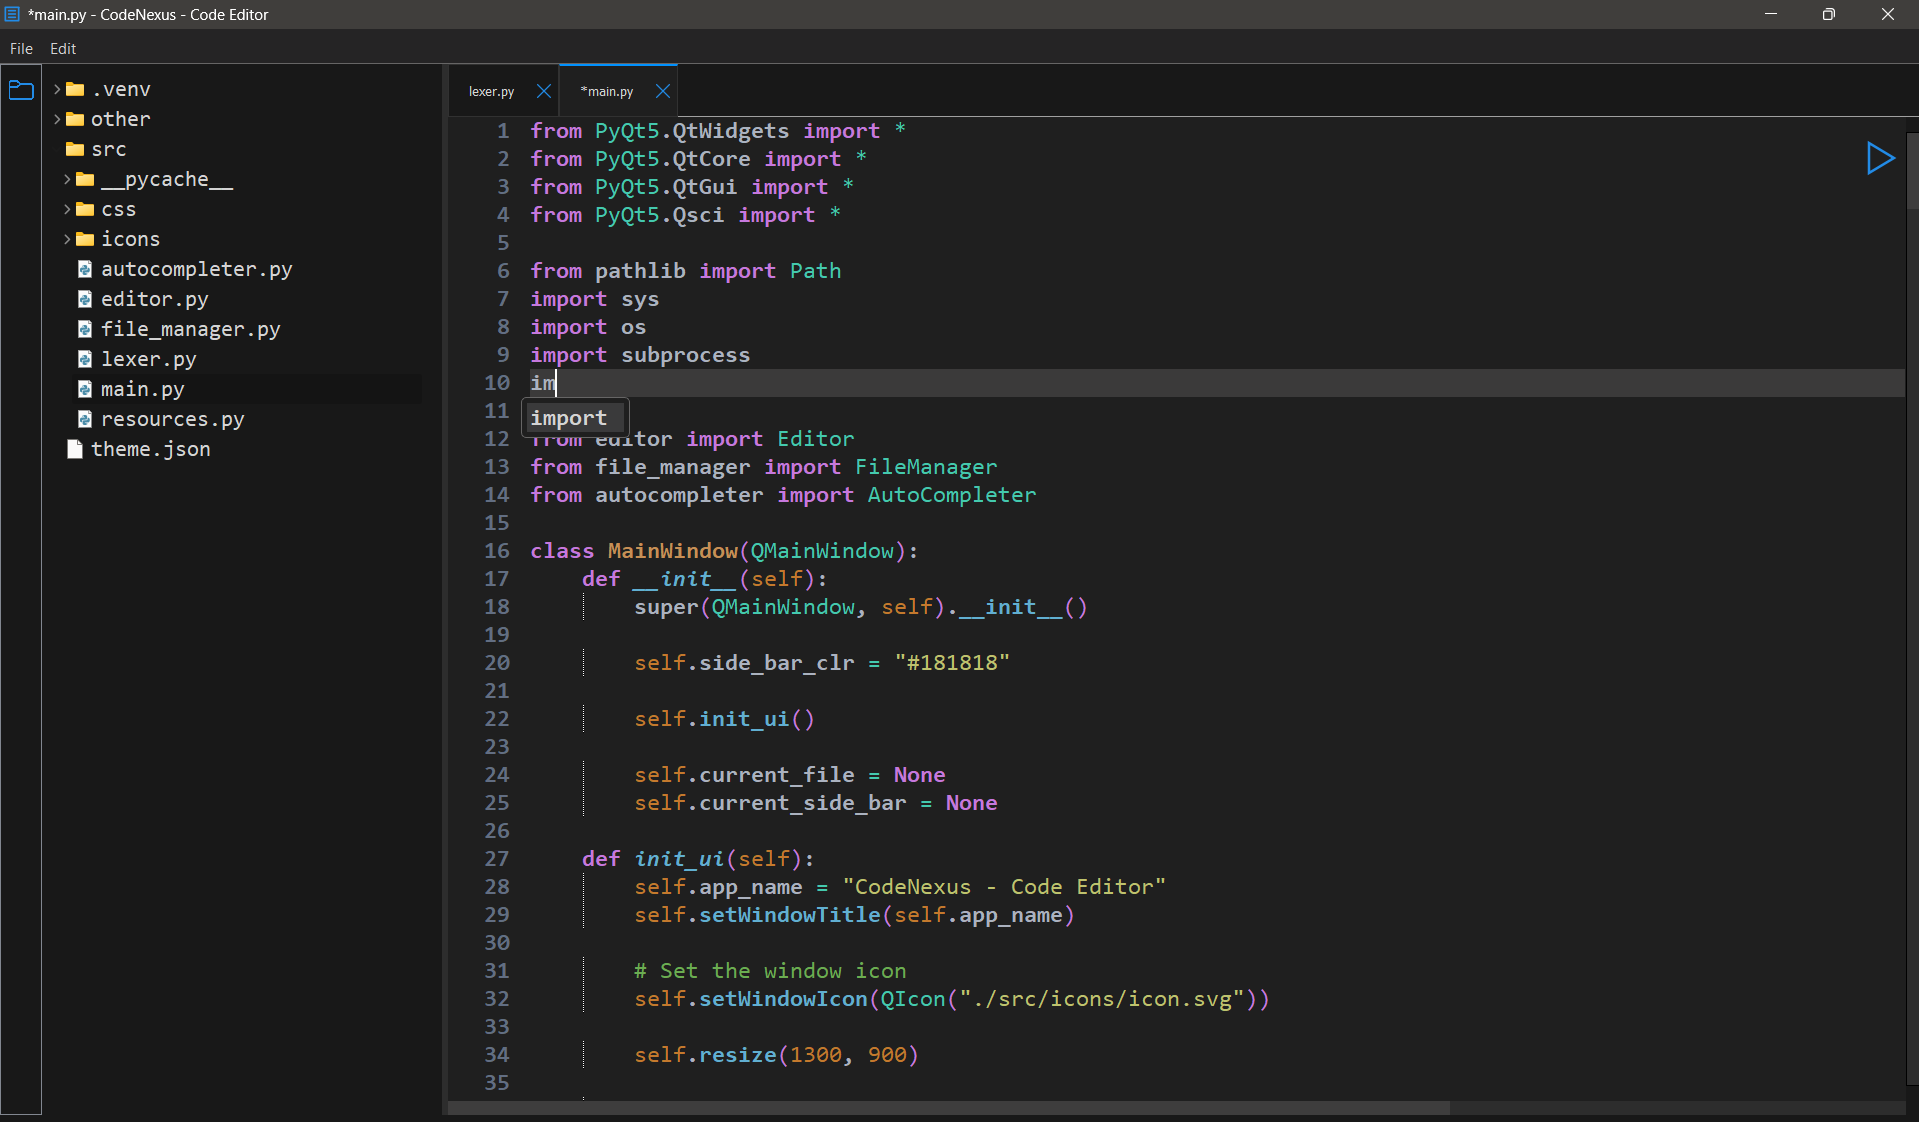 *main.py - CodeNexus - Code Editor
File Edit
.venv
other
src
__pycache__
css
icons
autocompleter.py
editor.py
file_manager.py
lexer.py
main.py
resources.py
theme.json
lexer.py *main.py
1 from PyQt5.QtWidgets import *
2 from PyQt5.QtCore import *
3 from PyQt5.QtGui import *
4 from PyQt5.Qsci import *
5
6 from pathlib import Path
7 import sys
8 import os
9 import subprocess
10 im
11
import
12 from editor import Editor
13 from file_manager import FileManager
14 from autocompleter import AutoCompleter
15
16 class MainWindow(QMainWindow):
17     def __init__(self):
18         super(QMainWindow, self).__init__()
19
20         self.side_bar_clr = "#181818"
21
22         self.init_ui()
23
24         self.current_file = None
25         self.current_side_bar = None
26
27     def init_ui(self):
28         self.app_name = "CodeNexus - Code Editor"
29         self.setWindowTitle(self.app_name)
30
31         # Set the window icon
32         self.setWindowIcon(QIcon("./src/icons/icon.svg"))
33
34         self.resize(1300, 900)
35